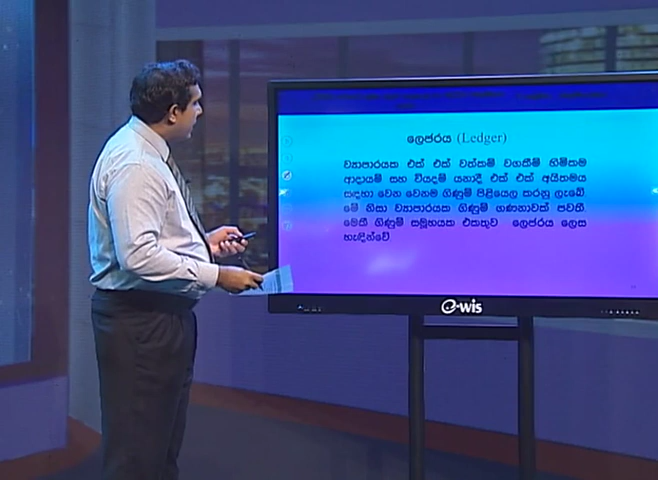 ලෙජරය (Ledger)
ව්‍යාපාරයක එක් එක් වත්කම් වගකීම් හිමිකම
ආදායම් සහ වියදම් යනාදී එක් එක් අයිතමය
සඳහා වෙන වෙනම ගිණුම් පිළියෙල කරනු ලැබේ
මේ නිසා ව්‍යාපාරයක ගිණුම් ගණනාවක් පවතී
මෙකී ගිණුම් සමූහයක එකතුව ලෙජරය ලෙස
හැඳින්වේ
e-wis